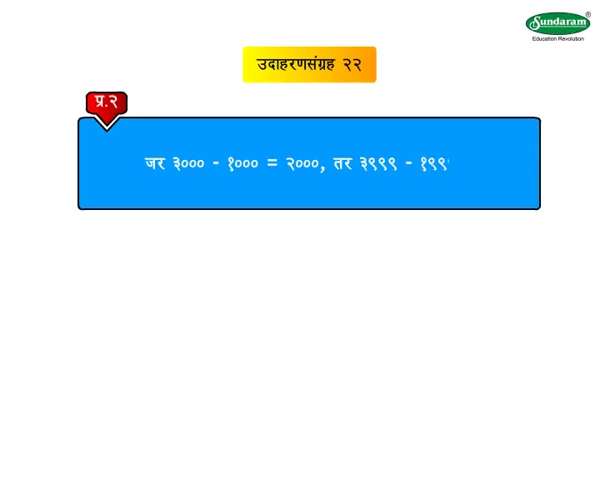 Sundaram
Education Revolution
उदाहरणसंग्रह २२
प्र.२
जर ३००० - १००० = २०००, तर ३९९९ - १९९